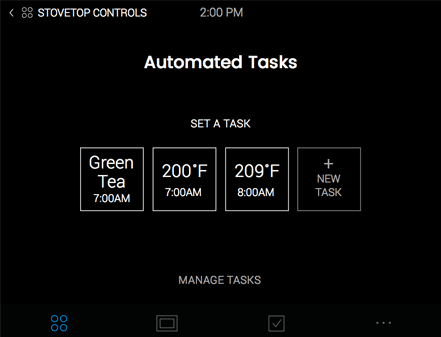 STOVETOP CONTROLS 2:00 PM
Automated Tasks
SET A TASK
Green
Tea
7:00AM
200°F
7:00AM
209°F
8:00AM
+
NEW
TASK
MANAGE TASKS